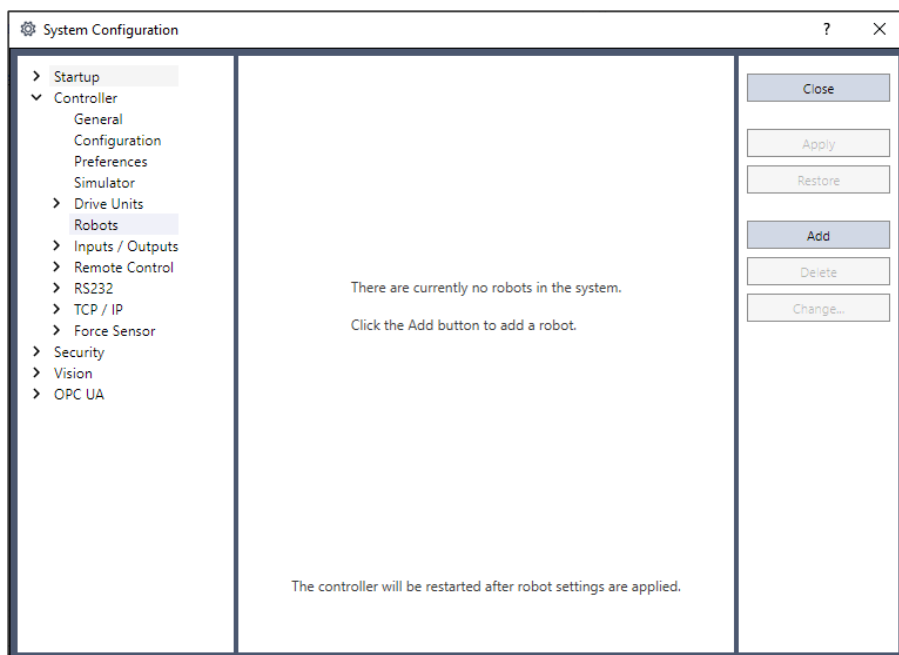 System Configuration
?
Startup
Controller
General
Configuration
Preferences
Simulator
Drive Units
Robots
Inputs / Outputs
Remote Control
RS232
TCP / IP
Force Sensor
Security
Vision
OPC UA
There are currently no robots in the system.
Click the Add button to add a robot.
The controller will be restarted after robot settings are applied.
Close
Apply
Restore
Add
Delete
Change...